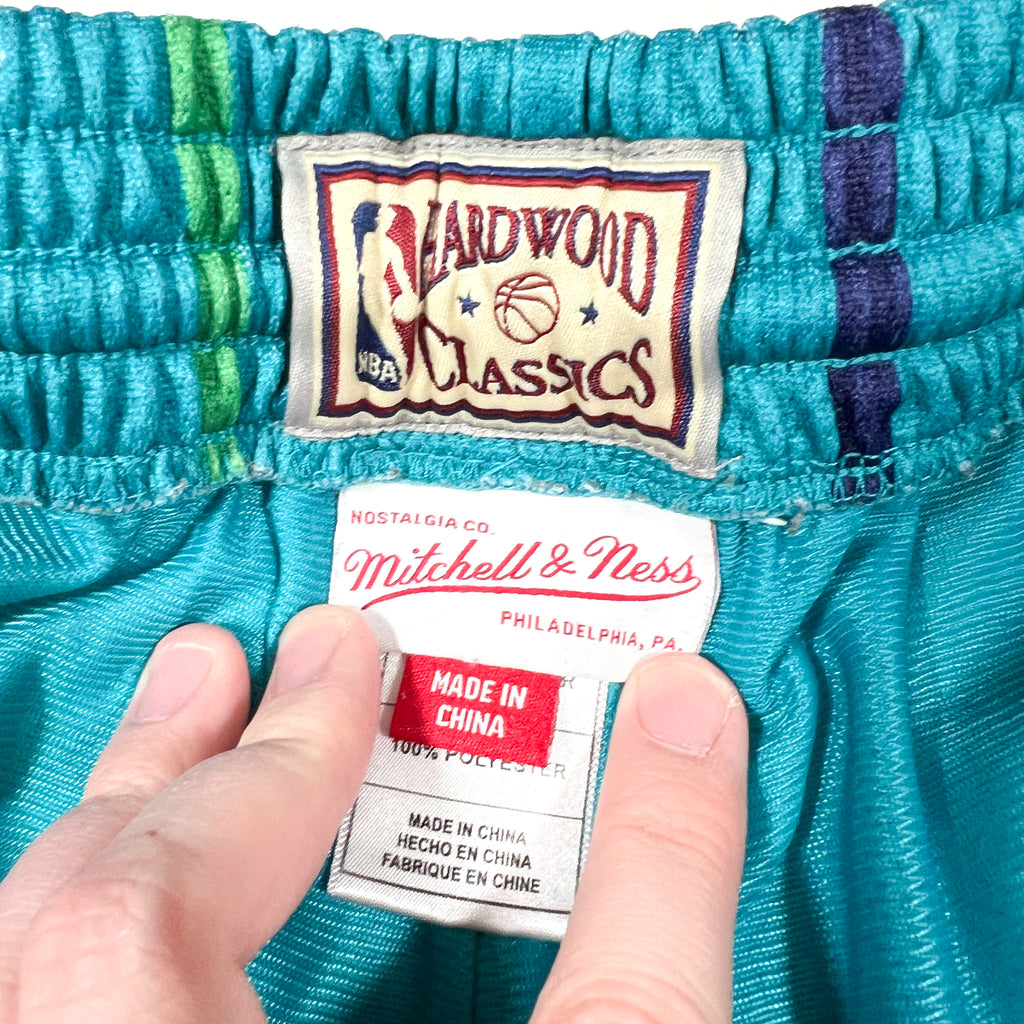 HARDWOOD
NBA
CLASSICS
NOSTALGIA CO.
Mitchell & Ness
PHILADELPHIA, PA.
MADE IN
CHINA
100% POLYESTER
MADE IN CHINA
HECHO EN CHINA
FABRIQUE EN CHINE